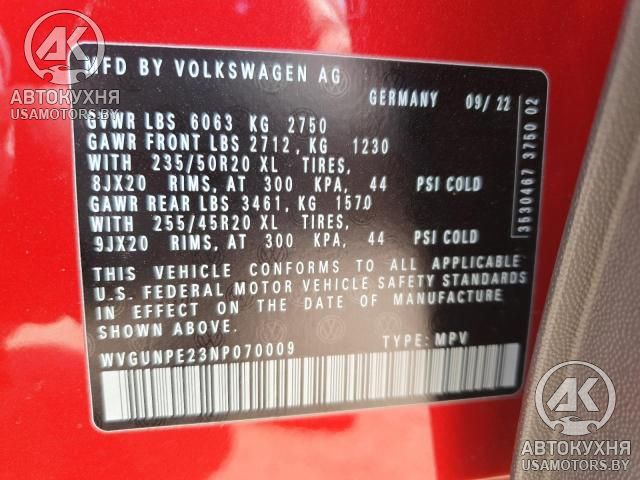 MFD BY VOLKSWAGEN AG
GERMANY 09/ 22
GVWR LBS 6063 KG 2750
GAWR FRONT LBS 2712, KG 1230
WITH 235/50R20 XL TIRES,
8JX20 RIMS, AT 300 KPA, 44 PSI COLD
GAWR REAR LBS 3461, KG 1570
WITH 255/45R20 XL TIRES,
9JX20 RIMS, AT 300 KPA, 44 PSI COLD
THIS VEHICLE CONFORMS TO ALL APPLICABLE
U.S. FEDERAL MOTOR VEHICLE SAFETY STANDARDS
IN EFFECT ON THE DATE OF MANUFACTURE
SHOWN ABOVE
WVGUNPE23NP070009 TYPE: MPV
3530467 3750 02
АК
АВТОКУХНЯ
USAMOTORS.BY
АК
АВТОКУХНЯ
USAMOTORS.BY